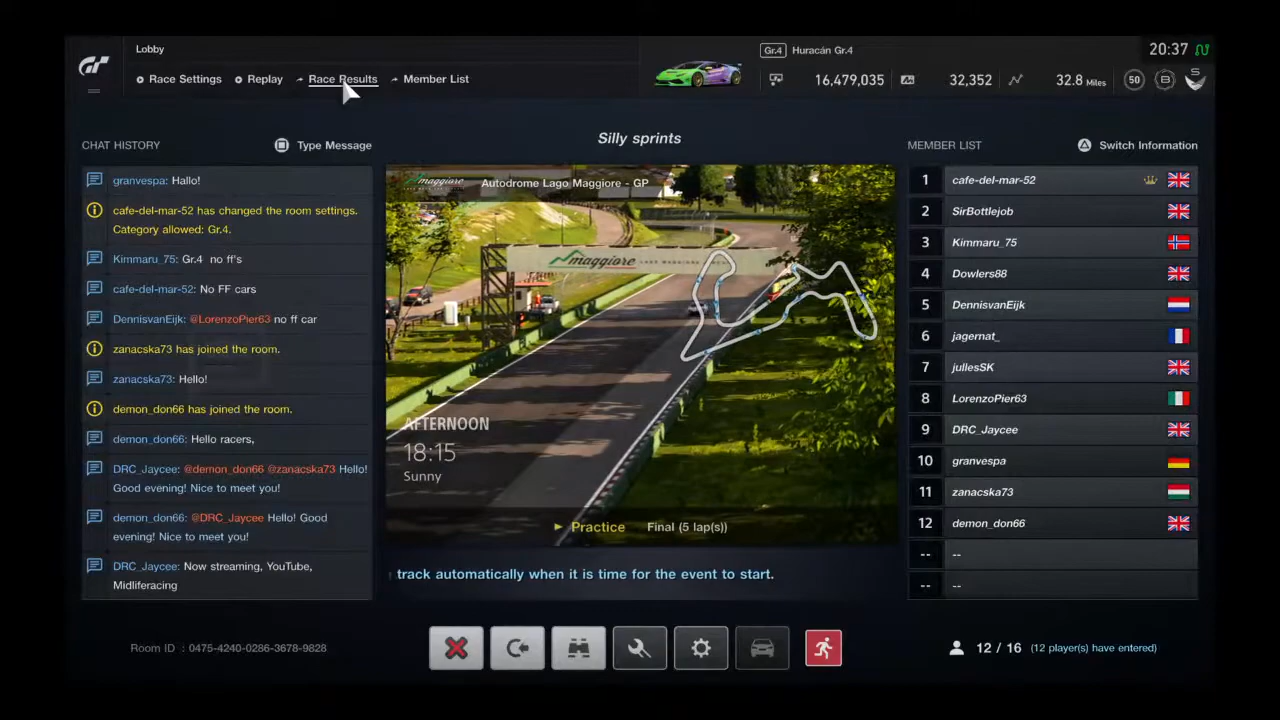 Lobby
Race Settings
Replay
Race Results
Member List
Gr.4
Huracán Gr.4
20:37
16,479,035
32,352
32.8 Miles
50
B
S
CHAT HISTORY
Type Message
granvespa: Hallo!
cafe-del-mar-52 has changed the room settings.
Category allowed: Gr.4.
Kimmaru_75: Gr.4 no ff's
cafe-del-mar-52: No FF cars
DennisvanEijk: @LorenzoPier63 no ff car
zanacska73 has joined the room.
zanacska73: Hello!
demon_don66 has joined the room.
demon_don66: Hello racers,
DRC_Jaycee: @demon_don66 @zanacska73 Hello!
Good evening! Nice to meet you!
demon_don66: @DRC_Jaycee Hello! Good
evening! Nice to meet you!
DRC_Jaycee: Now streaming, YouTube,
Midliferacing
Silly sprints
maggiore
Autodrome Lago Maggiore - GP
maggiore
AFTERNOON
18:15
Sunny
Practice
Final (5 lap(s))
track automatically when it is time for the event to start.
MEMBER LIST
Switch Information
1 cafe-del-mar-52
2 SirBottlejob
3 Kimmaru_75
4 Dowlers88
5 DennisvanEijk
6 jagernat_
7 jullesSK
8 LorenzoPier63
9 DRC_Jaycee
10 granvespa
11 zanacska73
12 demon_don66
-- --
-- --
Room ID : 0475-4240-0286-3678-9828
12 / 16 (12 player(s) have entered)